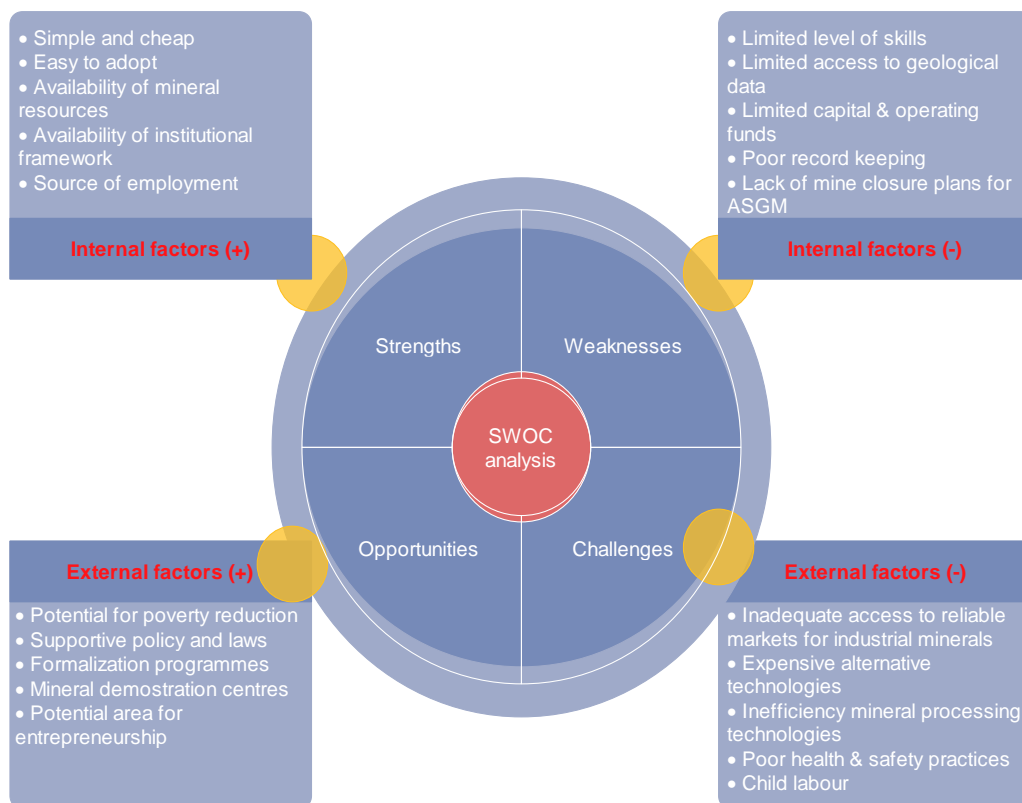 • Simple and cheap
• Easy to adopt
• Availability of mineral
resources
• Availability of institutional
framework
• Source of employment
Internal factors (+)
• Limited level of skills
• Limited access to geological
data
• Limited capital & operating
funds
• Poor record keeping
• Lack of mine closure plans for
ASGM
Internal factors (-)
Strengths
Weaknesses
SWOC
analysis
Opportunities
Challenges
External factors (+)
• Potential for poverty reduction
• Supportive policy and laws
• Formalization programmes
• Mineral demostration centres
• Potential area for
entrepreneurship
External factors (-)
• Inadequate access to reliable
markets for industrial minerals
• Expensive alternative
technologies
• Inefficiency mineral processing
technologies
• Poor health & safety practices
• Child labour